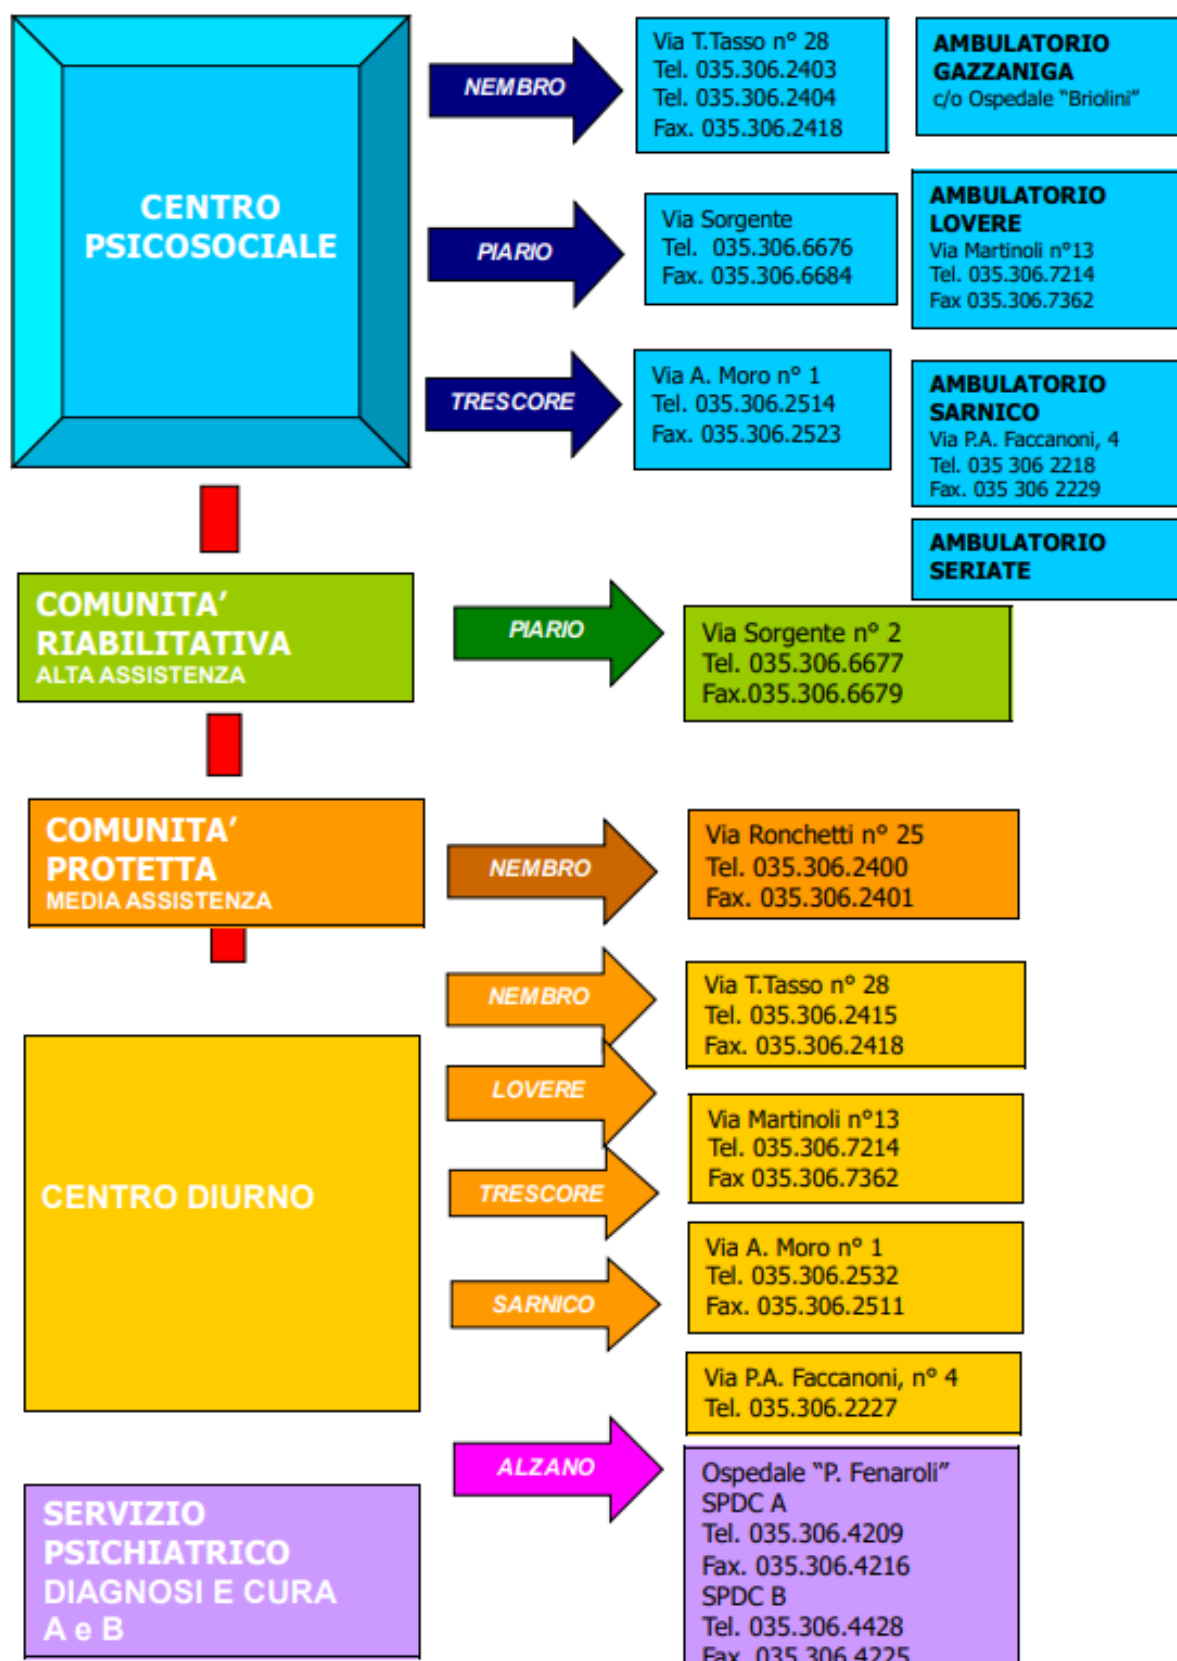 CENTRO
PSICOSOCIALE
NEMBRO
Via T.Tasso n° 28
Tel. 035.306.2403
Tel. 035.306.2404
Fax. 035.306.2418
AMBULATORIO
GAZZANIGA
c/o Ospedale “Briolini”
PIARIO
Via Sorgente
Tel. 035.306.6676
Fax. 035.306.6684
AMBULATORIO
LOVERE
Via Martinoli n°13
Tel. 035.306.7214
Fax 035.306.7362
TRESCORE
Via A. Moro n° 1
Tel. 035.306.2514
Fax. 035.306.2523
AMBULATORIO
SARNICO
Via P.A. Faccanoni, 4
Tel. 035 306 2218
Fax. 035 306 2229
AMBULATORIO
SERIATE
COMUNITA’
RIABILITATIVA
ALTA ASSISTENZA
PIARIO
Via Sorgente n° 2
Tel. 035.306.6677
Fax.035.306.6679
COMUNITA’
PROTETTA
MEDIA ASSISTENZA
NEMBRO
Via Ronchetti n° 25
Tel. 035.306.2400
Fax. 035.306.2401
CENTRO DIURNO
NEMBRO
Via T.Tasso n° 28
Tel. 035.306.2415
Fax. 035.306.2418
LOVERE
Via Martinoli n°13
Tel. 035.306.7214
Fax 035.306.7362
TRESCORE
Via A. Moro n° 1
Tel. 035.306.2532
Fax. 035.306.2511
SARNICO
Via P.A. Faccanoni, n° 4
Tel. 035.306.2227
SERVIZIO
PSICHIATRICO
DIAGNOSI E CURA
A e B
ALZANO
Ospedale “P. Fenaroli”
SPDC A
Tel. 035.306.4209
Fax. 035.306.4216
SPDC B
Tel. 035.306.4428
Fax. 035.306.4225